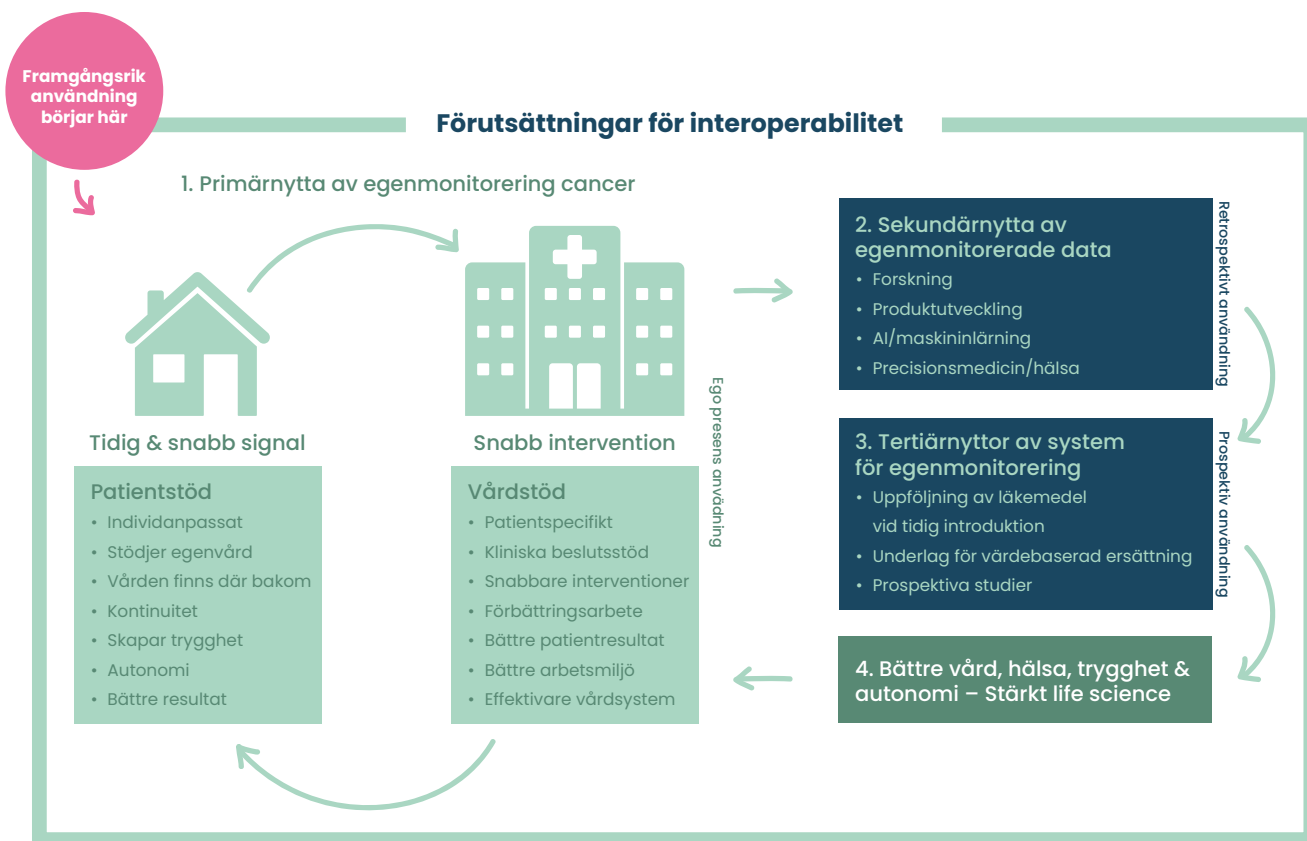 Framgångsrik
användning
börjar här
Förutsättningar för interoperabilitet
1. Primärnytta av egenmonitorering cancer
Tidig & snabb signal
Patientstöd
• Individanpassat
• Stödjer egenvård
• Vården finns där bakom
• Kontinuitet
• Skapar trygghet
• Autonomi
• Bättre resultat
Snabb intervention
Vårdstöd
• Patientspecifikt
• Kliniska beslutsstöd
• Snabbare interventioner
• Förbättringsarbete
• Bättre patientresultat
• Bättre arbetsmiljö
• Effektivare vårdsystem
Ego presens anvädning
2. Sekundärnytta av
egenmonitorerade data
• Forskning
• Produktutveckling
• AI/maskininlärning
• Precisionsmedicin/hälsa
Retrospektivt användning
3. Tertiärnyttor av system
för egenmonitorering
• Uppföljning av läkemedel
vid tidig introduktion
• Underlag för värdebaserad ersättning
• Prospektiva studier
Prospektiv användning
4. Bättre vård, hälsa, trygghet &
autonomi – Stärkt life science